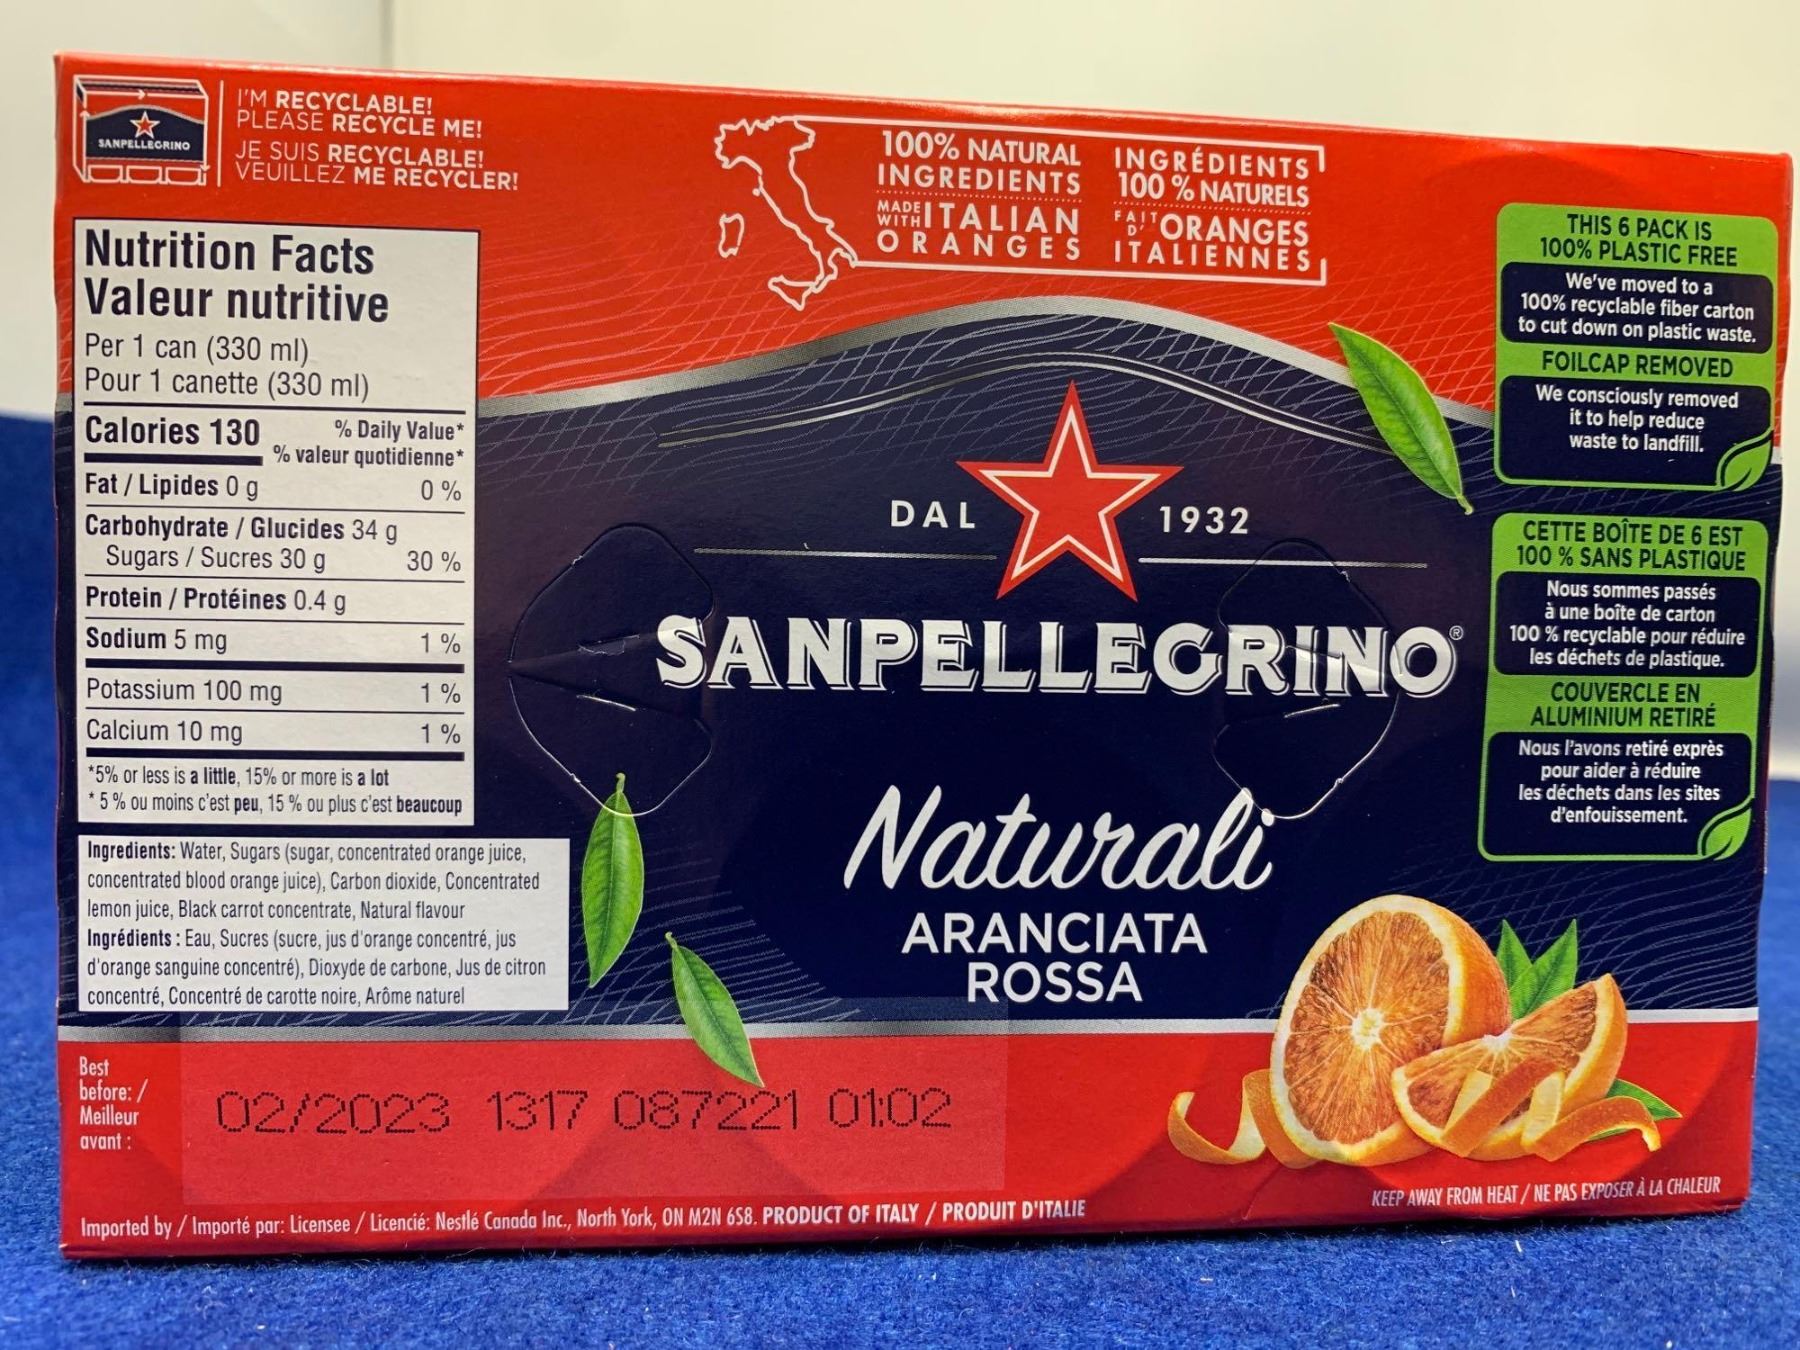 SANPELLEGRINO
I'M RECYCLABLE!
PLEASE RECYCLE ME!
JE SUIS RECYCLABLE!
VEUILLEZ ME RECYCLER!
100% NATURAL
INGREDIENTS
MADE WITH ITALIAN
ORANGES
INGRÉDIENTS
100 % NATURELS
FAIT D' ORANGES
ITALIENNES
Nutrition Facts
Valeur nutritive
Per 1 can (330 ml)
Pour 1 canette (330 ml)
Calories 130 % Daily Value*
% valeur quotidienne*
Fat / Lipides 0 g 0 %
Carbohydrate / Glucides 34 g
Sugars / Sucres 30 g 30 %
Protein / Protéines 0.4 g
Sodium 5 mg 1 %
Potassium 100 mg 1 %
Calcium 10 mg 1 %
*5% or less is a little, 15% or more is a lot
* 5 % ou moins c'est peu, 15 % ou plus c'est beaucoup
Ingredients: Water, Sugars (sugar, concentrated orange juice,
concentrated blood orange juice), Carbon dioxide, Concentrated
lemon juice, Black carrot concentrate, Natural flavour
Ingrédients : Eau, Sucres (sucre, jus d'orange concentré, jus
d'orange sanguine concentré), Dioxyde de carbone, Jus de citron
concentré, Concentré de carotte noire, Arôme naturel
DAL 1932
SANPELLEGRINO®
Naturali
ARANCIATA
ROSSA
THIS 6 PACK IS
100% PLASTIC FREE
We've moved to a
100% recyclable fiber carton
to cut down on plastic waste.
FOILCAP REMOVED
We consciously removed
it to help reduce
waste to landfill.
CETTE BOÎTE DE 6 EST
100 % SANS PLASTIQUE
Nous sommes passés
à une boîte de carton
100 % recyclable pour réduire
les déchets de plastique.
COUVERCLE EN
ALUMINIUM RETIRÉ
Nous l'avons retiré exprès
pour aider à réduire
les déchets dans les sites
d'enfouissement.
Best
before: /
Meilleur
avant :
02/2023 1317 087221 01:02
Imported by / Importé par: Licensee / Licencié: Nestlé Canada Inc., North York, ON M2N 6S8. PRODUCT OF ITALY / PRODUIT D'ITALIE
KEEP AWAY FROM HEAT / NE PAS EXPOSER À LA CHALEUR